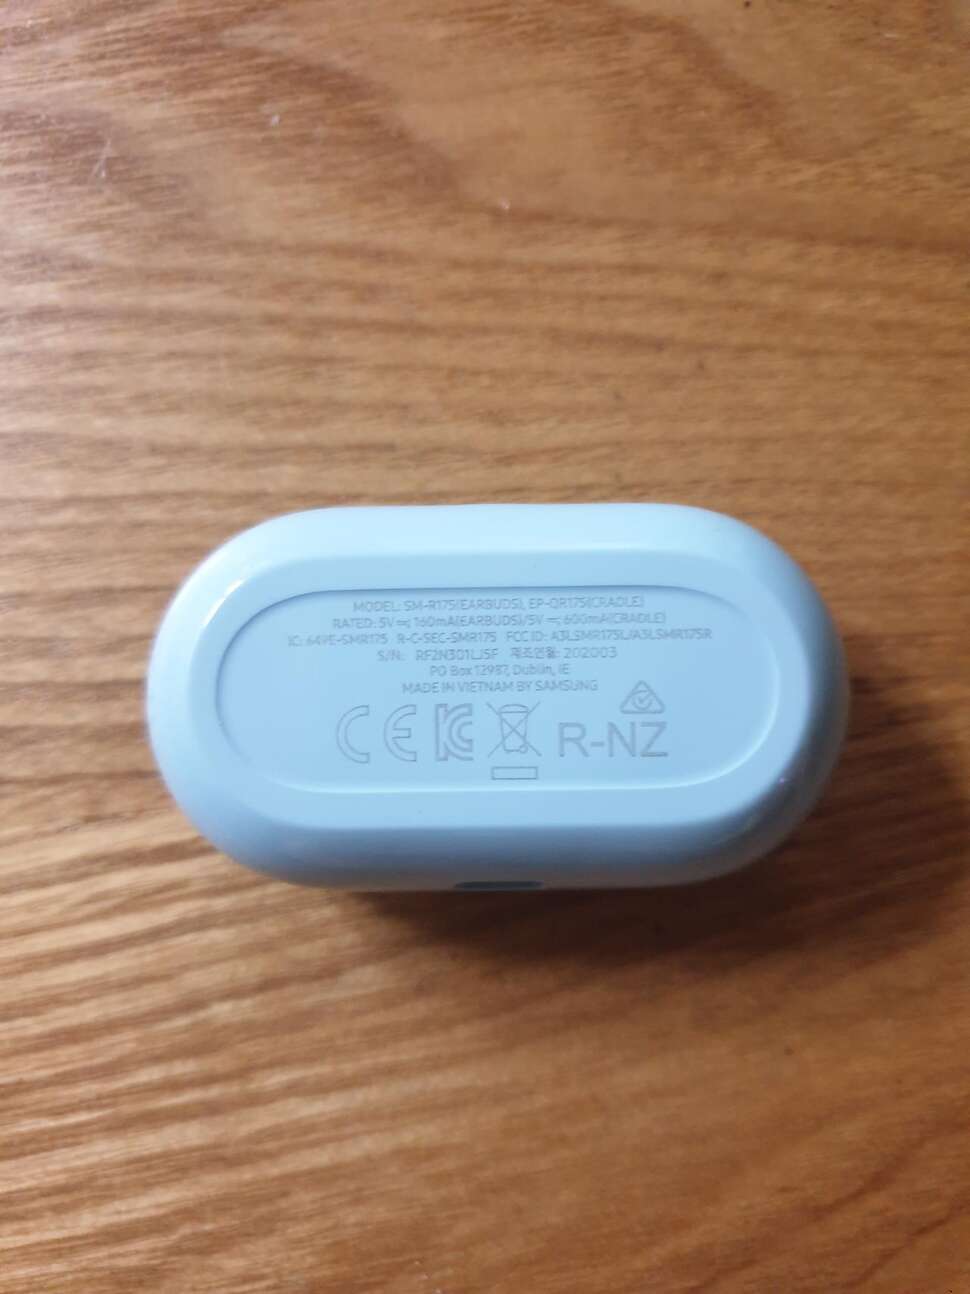 MODEL: SM-R175(EARBUDS), EP-QR175(CRADLE)
RATED: 5V⎓; 160mA(EARBUDS)/5V⎓; 600mA(CRADLE)
IC: 649E-SMR175 R-C-SEC-SMR175 FCC ID: A3LSMR175L/A3LSMR175R
S/N: RF2N301LJ5F 제조연월: 202003
PO Box 12987, Dublin, IE
MADE IN VIETNAM BY SAMSUNG
CE R-NZ